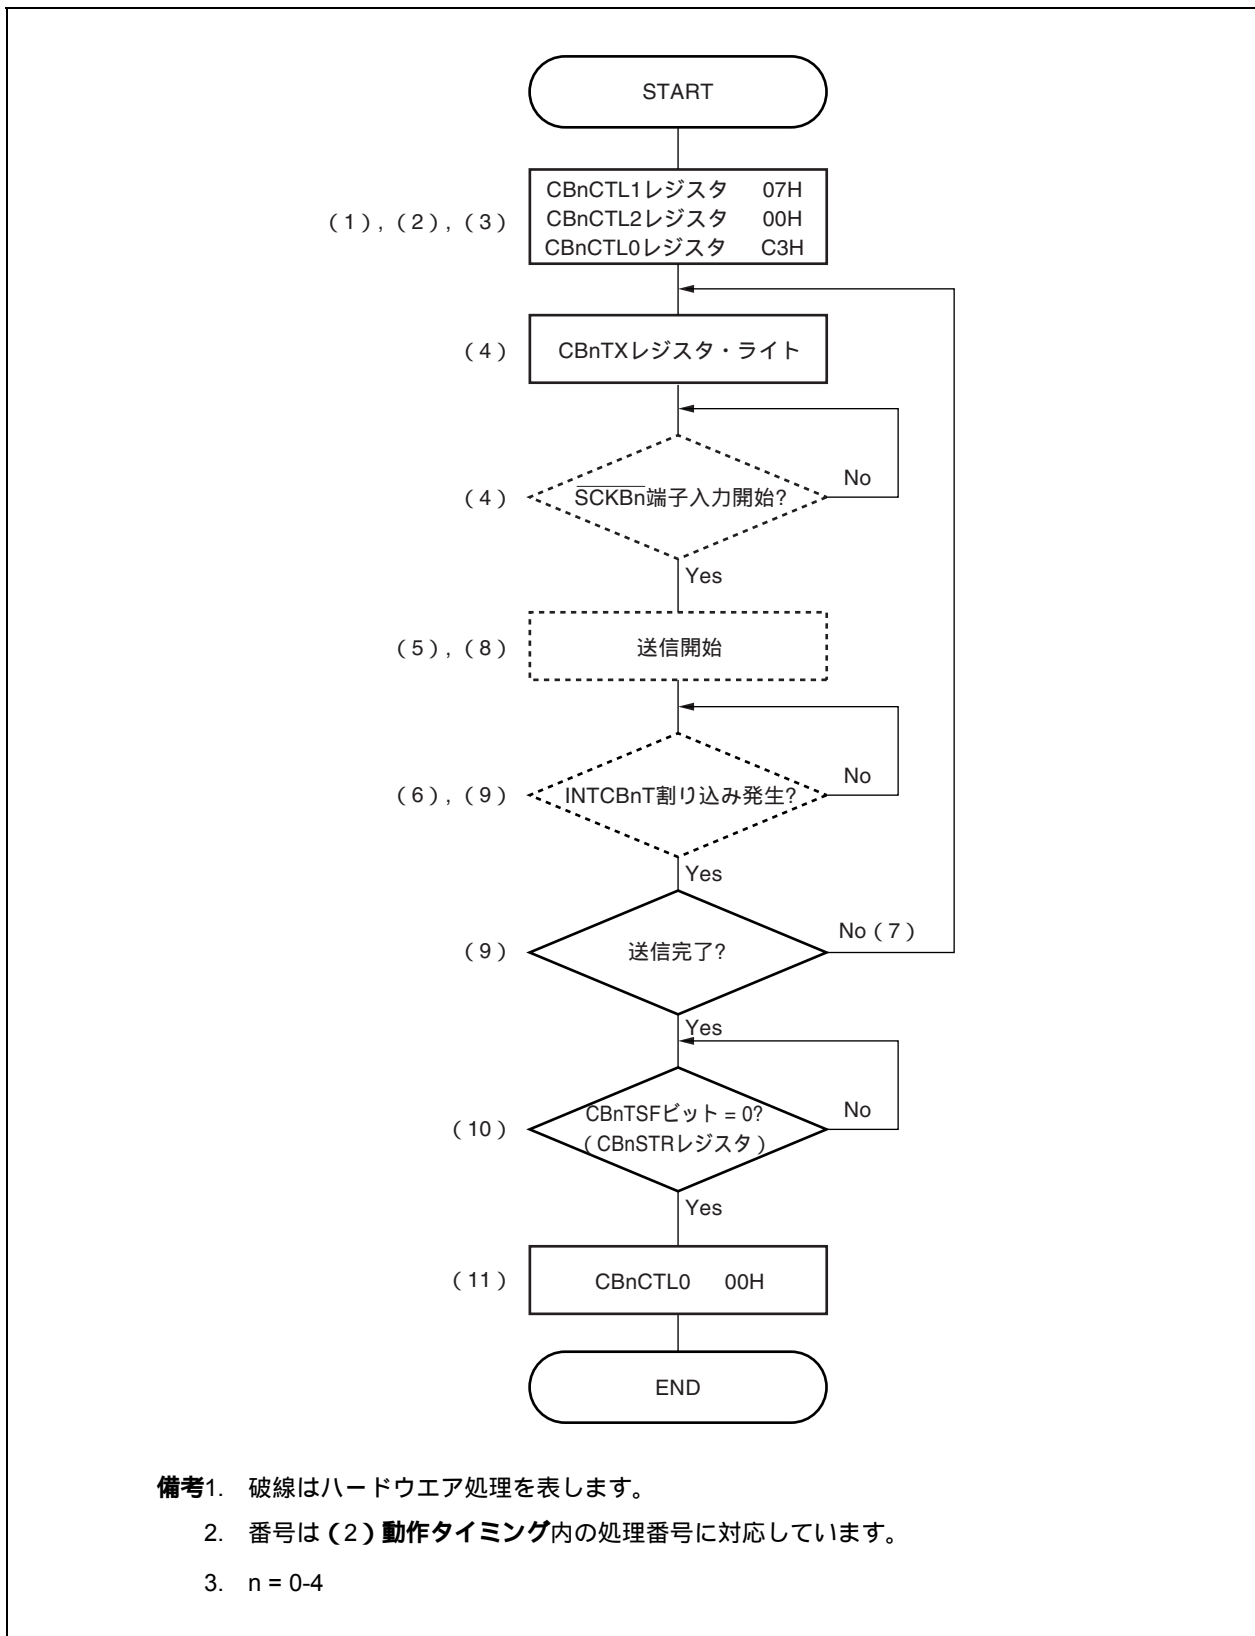 START
CBnCTL1レジスタ 07H
(1),(2),(3) CBnCTL2レジスタ 00H
CBnCTL0レジスタ C3H
(4) CBnTXレジスタ・ライト
(4) SCKBn端子入力開始? No
Yes
(5),(8) 送信開始
(6),(9) INTCBnT割り込み発生? No
Yes
(9) 送信完了? No(7)
Yes
CBnTSFビット = 0? No
(10) (CBnSTRレジスタ)
Yes
(11) CBnCTL0 00H
END
備考1. 破線はハードウエア処理を表します。
2. 番号は(2)動作タイミング内の処理番号に対応しています。
3. n = 0-4